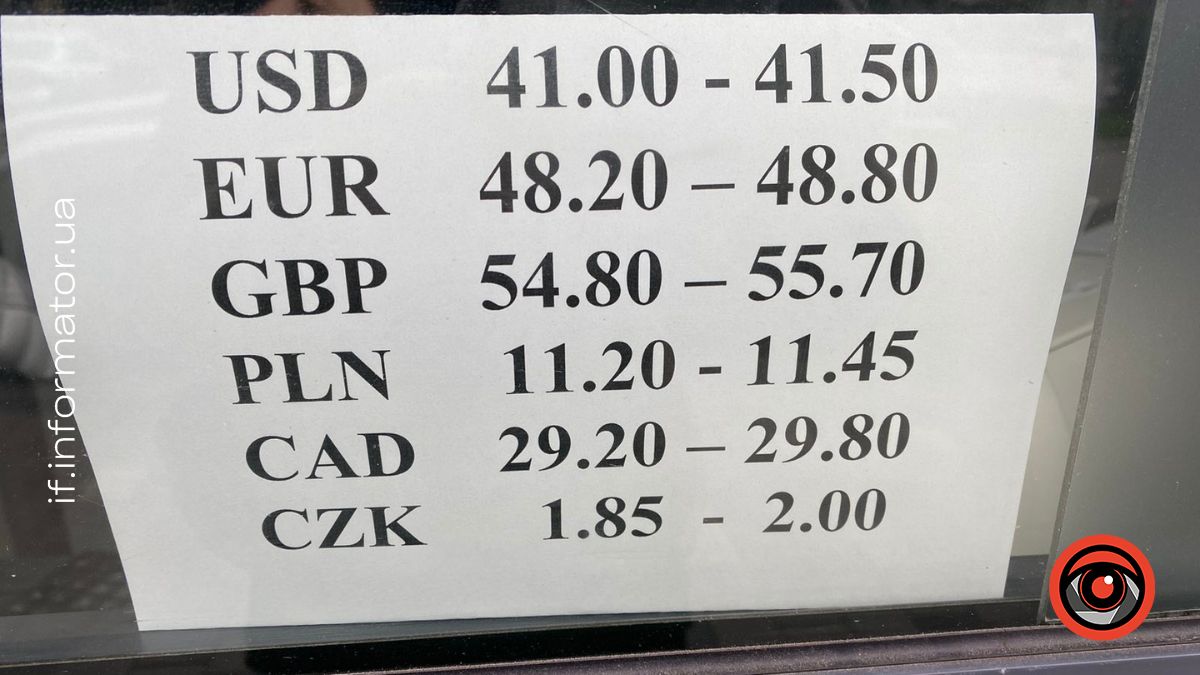 USD 41.00 - 41.50
EUR 48.20 – 48.80
GBP 54.80 – 55.70
PLN 11.20 - 11.45
CAD 29.20 – 29.80
CZK 1.85 - 2.00
if.informator.ua